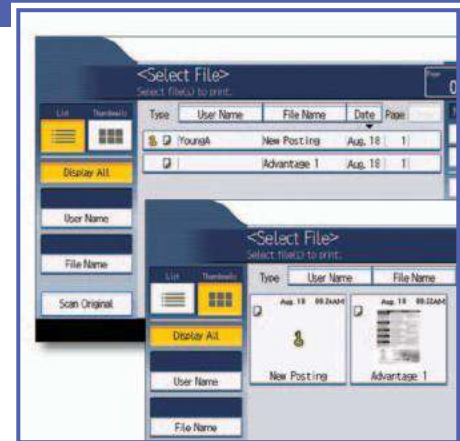 <Select File>
Select file(s) to print.
Page
0
List Thumbnails
Type User Name File Name Date Page
YoungA New Posting Aug. 18 1
Advantage 1 Aug. 18 1
Display All
User Name
File Name
Scan Original
<Select File>
Select file(s) to print.
List Thumbnails
Type User Name File Name
Aug. 18 Aug. 18
Display All
New Posting Advantage 1
User Name
File Name